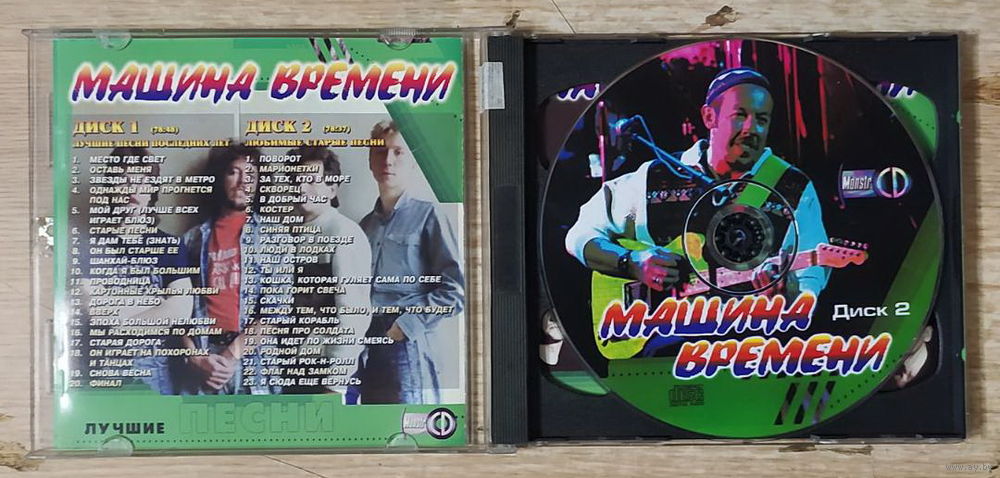 МАШИНА ВРЕМЕНИ
ДИСК 1 (78:48)
ЛУЧШИЕ ПЕСНИ ПОСЛЕДНИХ ЛЕТ
1. МЕСТО ГДЕ СВЕТ
2. ОСТАВЬ МЕНЯ
3. ЗВЕЗДЫ НЕ ЕЗДЯТ В МЕТРО
4. ОДНАЖДЫ МИР ПРОГНЕТСЯ
ПОД НАС
5. МОЙ ДРУГ (ЛУЧШЕ ВСЕХ
ИГРАЕТ БЛЮЗ)
6. СТАРЫЕ ПЕСНИ
7. Я ДАМ ТЕБЕ (ЗНАТЬ)
8. ОН БЫЛ СТАРШЕ ЕЕ
9. ШАНХАЙ-БЛЮЗ
10. КОГДА Я БЫЛ БОЛЬШИМ
11. ПРОВОДНИЦА
12. КАРТОННЫЕ КРЫЛЬЯ ЛЮБВИ
13. ДОРОГА В НЕБО
14. ВВЕРХ
15. ЭПОХА БОЛЬШОЙ НЕЛЮБВИ
16. МЫ РАСХОДИМСЯ ПО ДОМАМ
17. СТАРАЯ ДОРОГА
18. ОН ИГРАЕТ НА ПОХОРОНАХ
И ТАНЦАХ
19. СНОВА ВЕСНА
20. ФИНАЛ
ДИСК 2 (78:37)
ЛЮБИМЫЕ СТАРЫЕ ПЕСНИ
1. ПОВОРОТ
2. МАРИОНЕТКИ
3. ЗА ТЕХ, КТО В МОРЕ
4. СКВОРЕЦ
5. В ДОБРЫЙ ЧАС
6. КОСТЕР
7. НАШ ДОМ
8. СИНЯЯ ПТИЦА
9. РАЗГОВОР В ПОЕЗДЕ
10. ЛЮДИ В ЛОДКАХ
11. НАШ ОСТРОВ
12. ТЫ ИЛИ Я
13. КОШКА, КОТОРАЯ ГУЛЯЕТ САМА ПО СЕБЕ
14. ПОКА ГОРИТ СВЕЧА
15. СКАЧКИ
16. МЕЖДУ ТЕМ, ЧТО БЫЛО, И ТЕМ, ЧТО БУДЕТ
17. СТАРЫЙ КОРАБЛЬ
18. ПЕСНЯ ПРО СОЛДАТА
19. ОНА ИДЕТ ПО ЖИЗНИ СМЕЯСЬ
20. РОДНОЙ ДОМ
21. СТАРЫЙ РОК-Н-РОЛЛ
22. ФЛАГ НАД ЗАМКОМ
23. Я СЮДА ЕЩЕ ВЕРНУСЬ
ЛУЧШИЕ ПЕСНИ
Monstr CD
Monstr CD
МАШИНА
ДИСК 2
ВРЕМЕНИ
www.ay.by